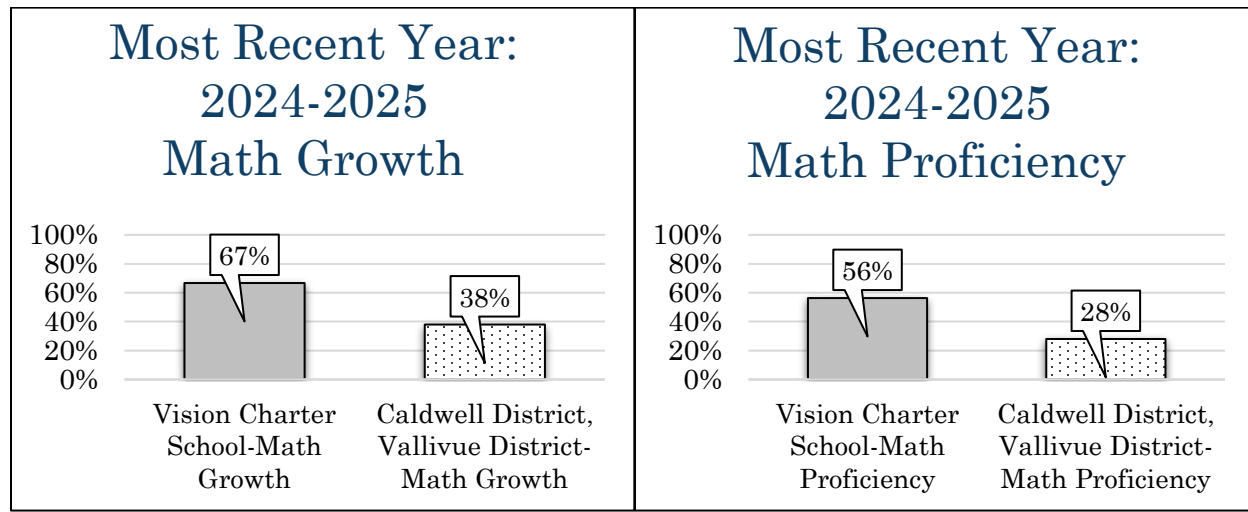 Most Recent Year:
2024-2025
Math Growth
100%
80%
60%
40%
20%
0%
67%
38%
Vision Charter
School-Math
Growth
Caldwell District,
Vallivue District-
Math Growth
Most Recent Year:
2024-2025
Math Proficiency
100%
80%
60%
40%
20%
0%
56%
28%
Vision Charter
School-Math
Proficiency
Caldwell District,
Vallivue District-
Math Proficiency